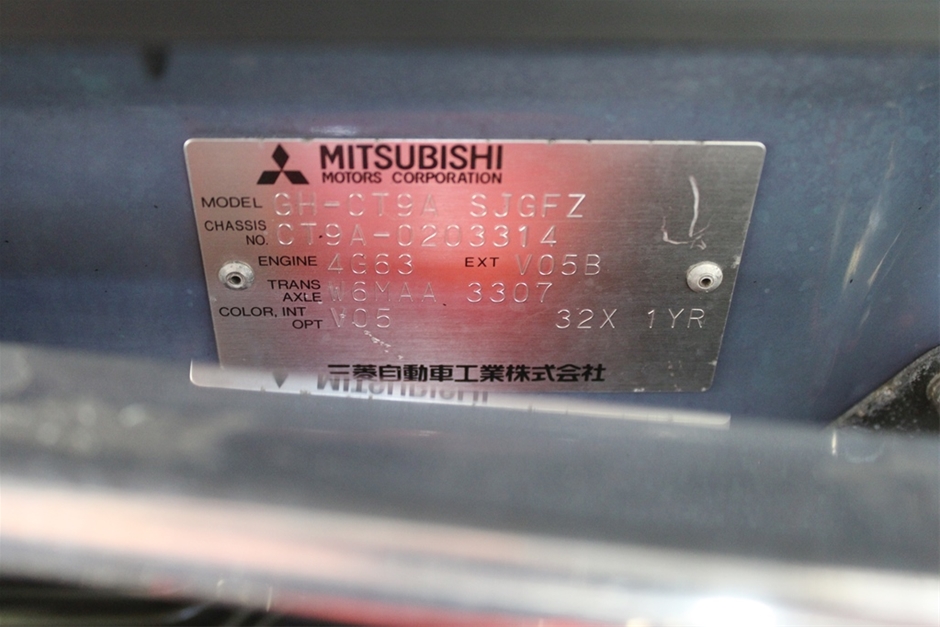 MITSUBISHI
MOTORS CORPORATION
MODEL GH-CT9A SJGFZ
CHASSIS NO. CT9A-0203314
ENGINE 4G63 EXT V05B
TRANS AXLE W6MAA 3307
COLOR, INT OPT V05 32X 1YR
三菱自動車工業株式会社
MITSUBISHI